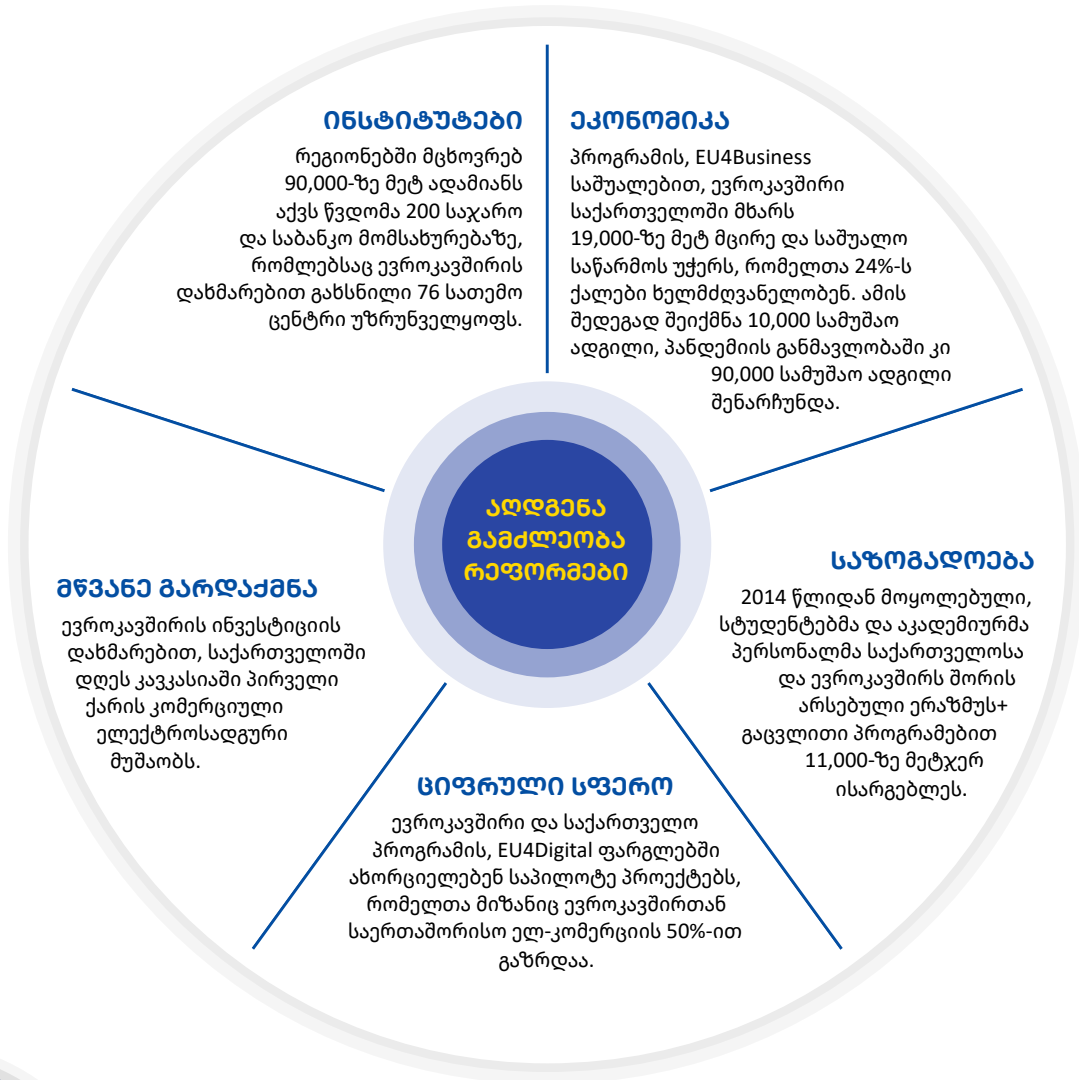 ინსტიტუტები
რეგიონებში მცხოვრებ
90,000-ზე მეტ ადამიანს
აქვს წვდომა 200 საჯარო
და საბანკო მომსახურებაზე,
რომლებსაც ევროკავშირის
დახმარებით გახსნილი 76 სათემო
ცენტრი უზრუნველყოფს.
ეკონომიკა
პროგრამის, EU4Business
საშუალებით, ევროკავშირი
საქართველოში მხარს
19,000-ზე მეტ მცირე და საშუალო
საწარმოს უჭერს, რომელთა 24%-ს
ქალები ხელმძღვანელობენ. ამის
შედეგად შეიქმნა 10,000 სამუშაო
ადგილი, პანდემიის განმავლობაში კი
90,000 სამუშაო ადგილი
შენარჩუნდა.
აღდგენა
გამძლეობა
რეფორმები
საზოგადოება
2014 წლიდან მოყოლებული,
სტუდენტებმა და აკადემიურმა
პერსონალმა საქართველოსა
და ევროკავშირს შორის
არსებული ერაზმუს+
გაცვლითი პროგრამებით
11,000-ზე მეტჯერ
ისარგებლეს.
მწვანე გარდაქმნა
ევროკავშირის ინვესტიციის
დახმარებით, საქართველოში
დღეს კავკასიაში პირველი
ქარის კომერციული
ელექტროსადგური
მუშაობს.
ციფრული სფერო
ევროკავშირი და საქართველო
პროგრამის, EU4Digital ფარგლებში
ახორციელებენ საპილოტე პროექტებს,
რომელთა მიზანიც ევროკავშირთან
საერთაშორისო ელ-კომერციის 50%-ით
გაზრდაა.